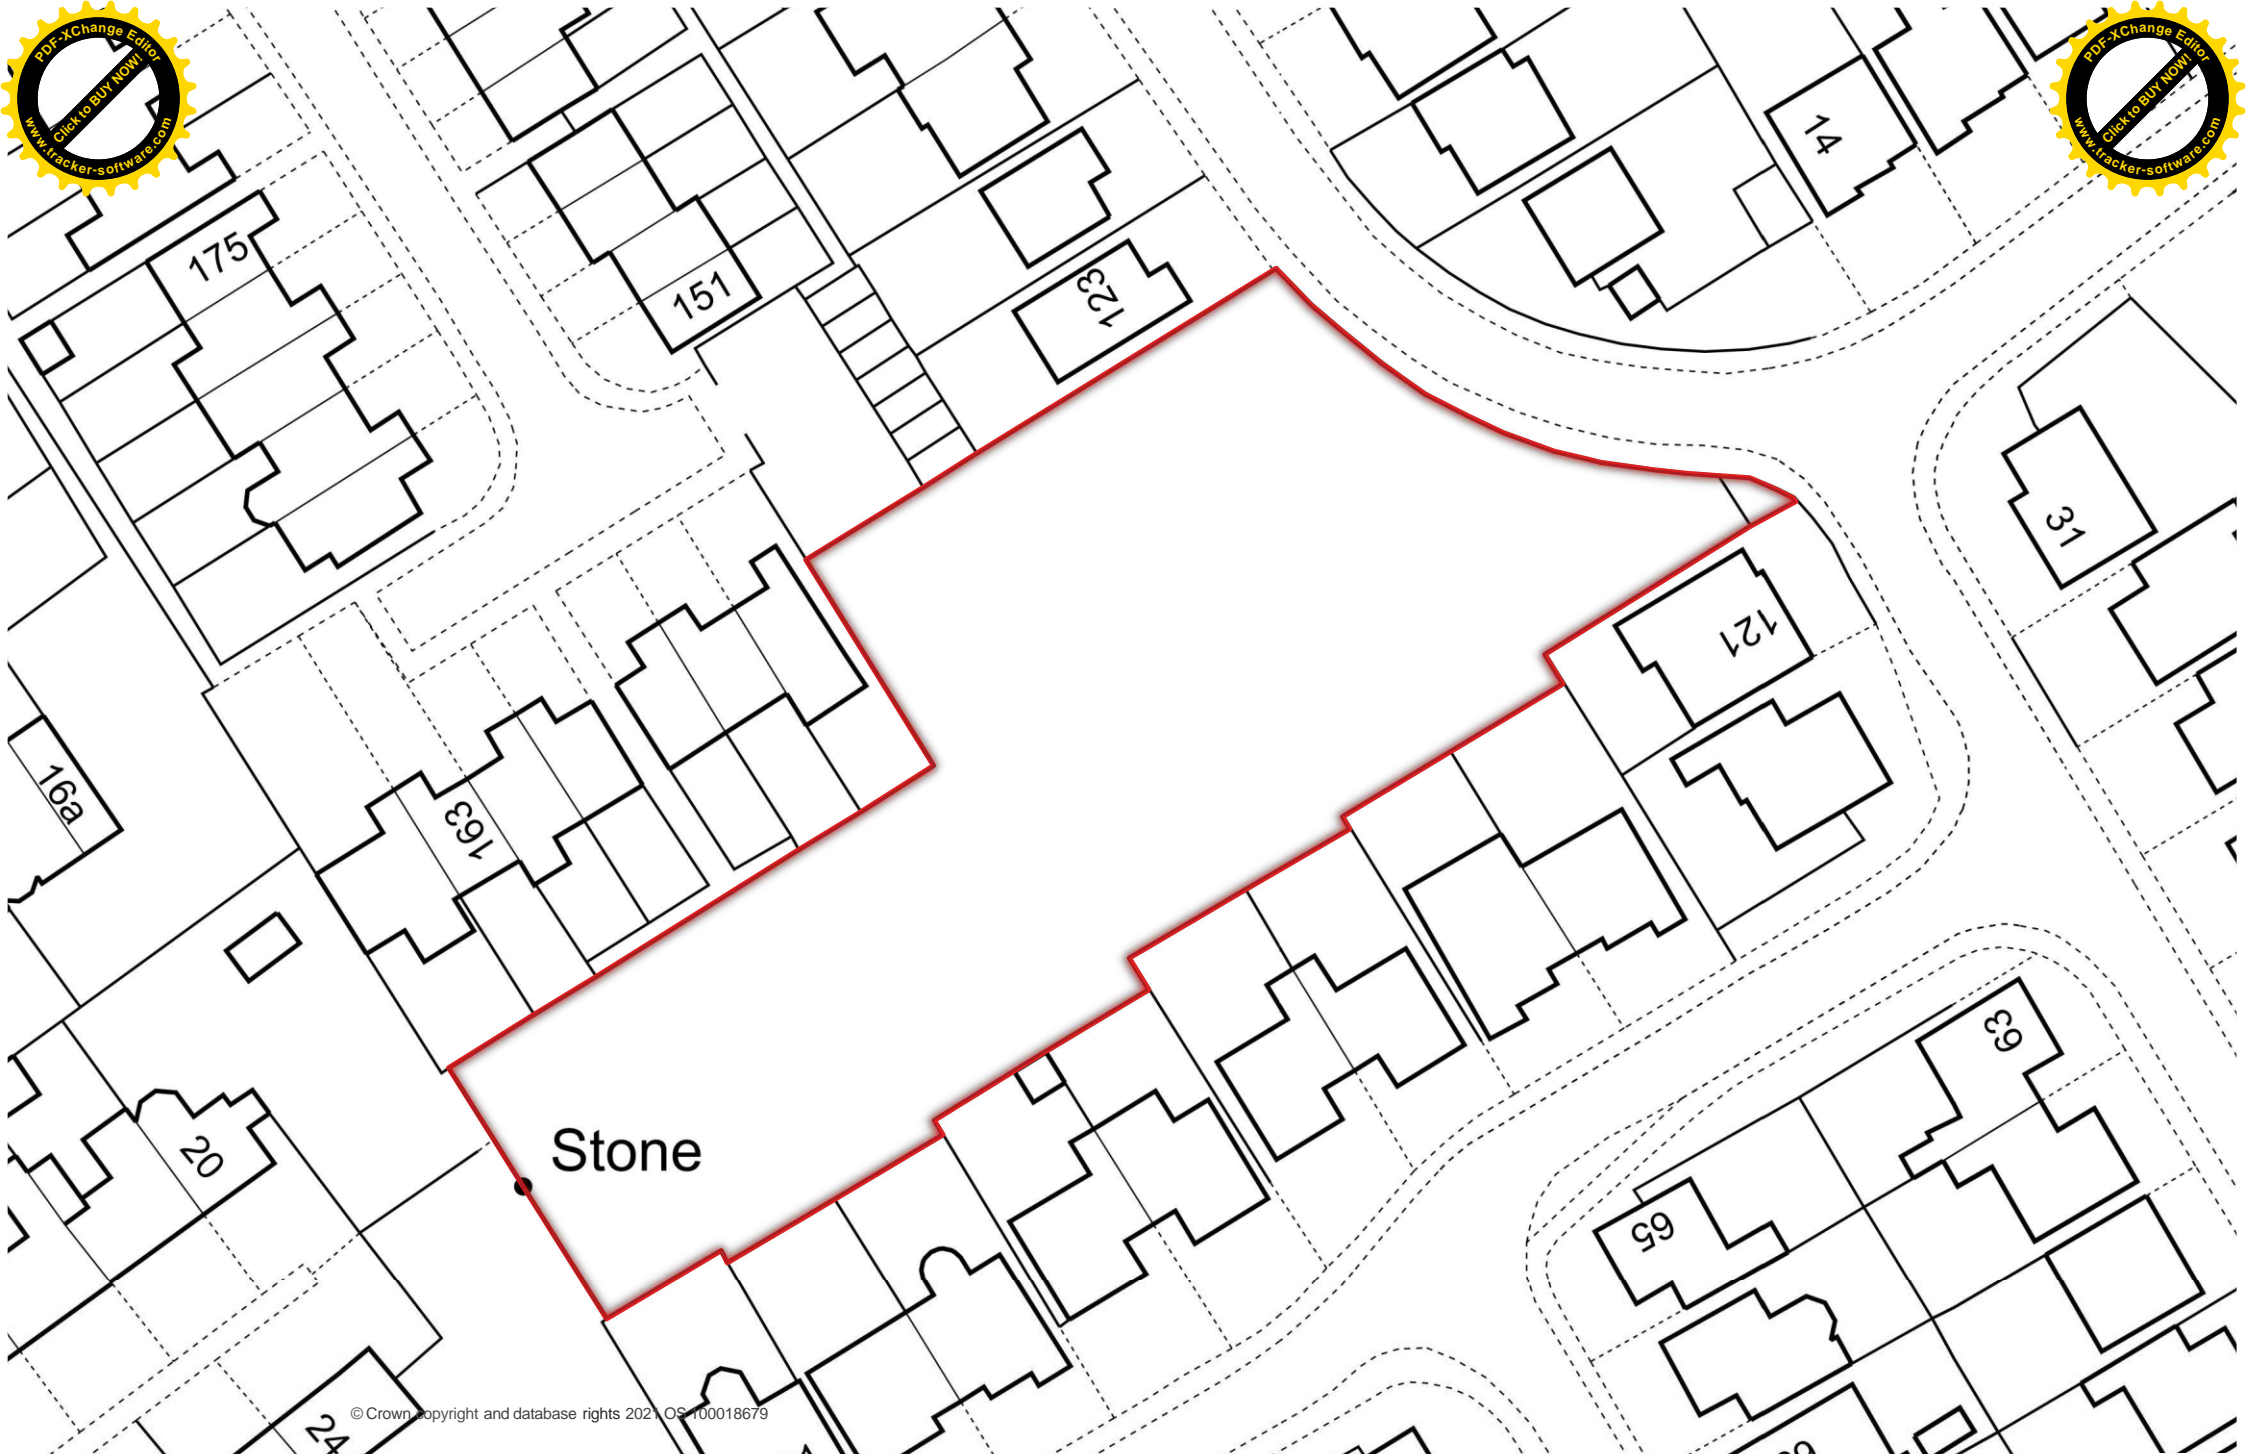 PDF-XChange Editor
Click to BUY NOW!
www.tracker-software.com
PDF-XChange Editor
Click to BUY NOW!
www.tracker-software.com
14
175
151
123
31
121
16a
163
63
20
Stone
65
24
© Crown copyright and database rights 2021 OS 100018679